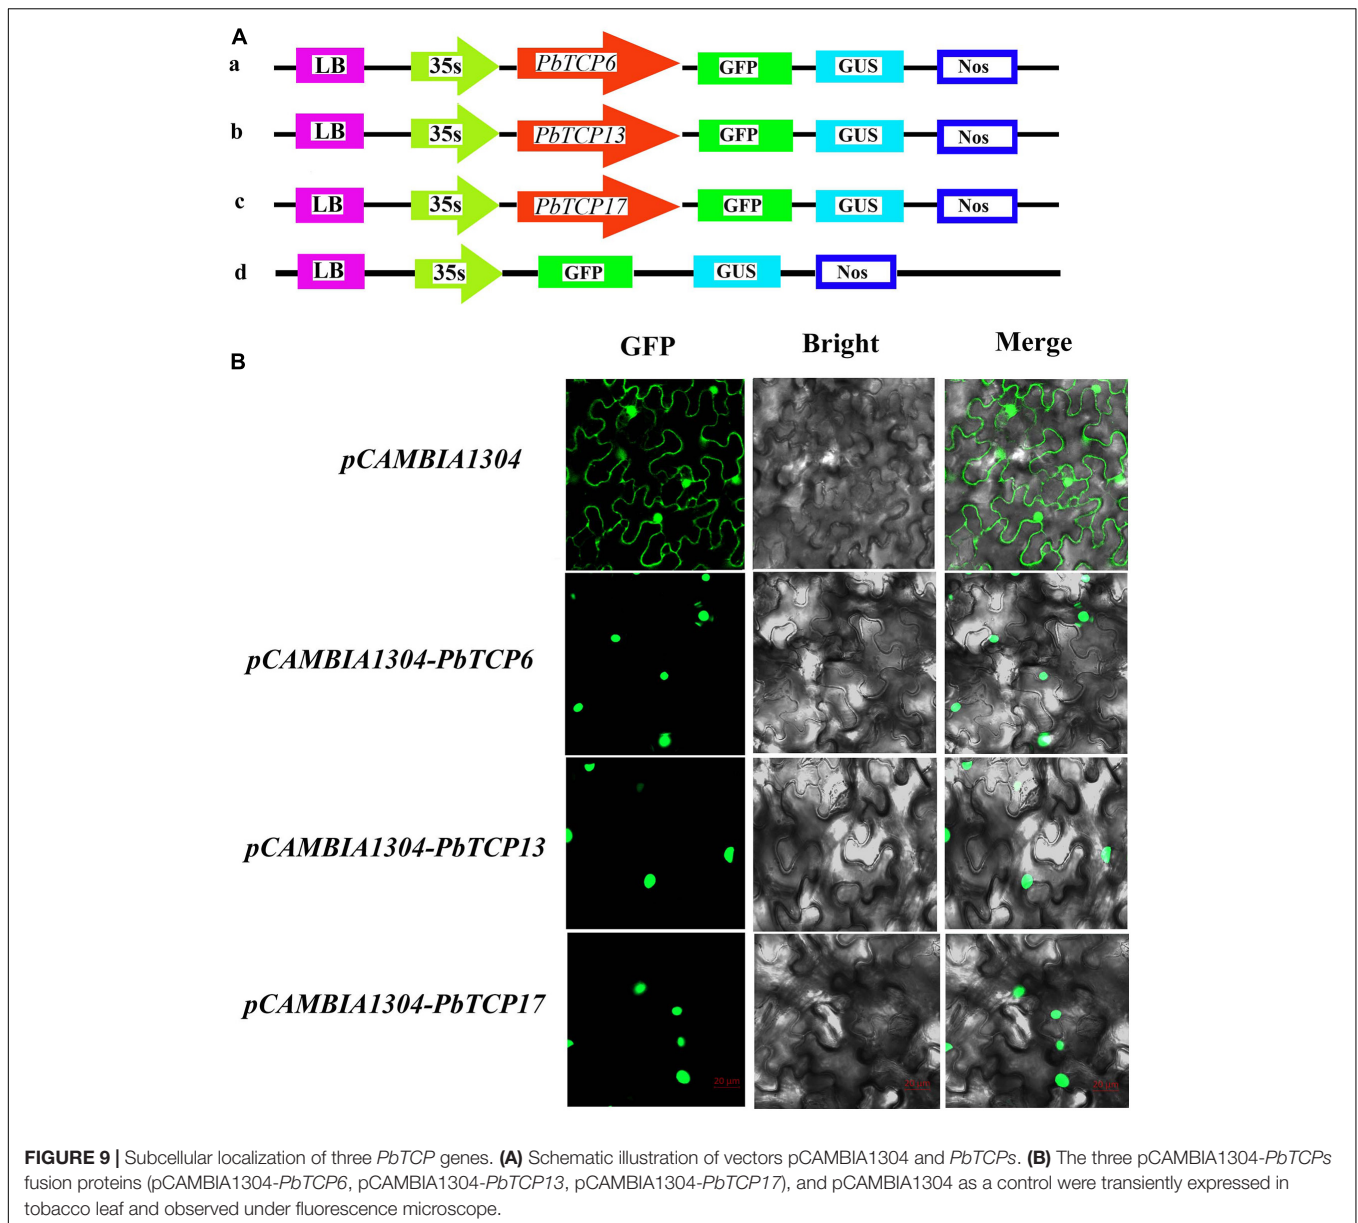 A
a LB 35s PbTCP6 GFP GUS Nos
b LB 35s PbTCP13 GFP GUS Nos
c LB 35s PbTCP17 GFP GUS Nos
d LB 35s GFP GUS Nos
B
GFP Bright Merge
pCAMBIA1304
pCAMBIA1304-PbTCP6
pCAMBIA1304-PbTCP13
pCAMBIA1304-PbTCP17
20 μm 20 μm 20 μm
FIGURE 9 | Subcellular localization of three PbTCP genes. (A) Schematic illustration of vectors pCAMBIA1304 and PbTCPs. (B) The three pCAMBIA1304-PbTCPs
fusion proteins (pCAMBIA1304-PbTCP6, pCAMBIA1304-PbTCP13, pCAMBIA1304-PbTCP17), and pCAMBIA1304 as a control were transiently expressed in
tobacco leaf and observed under fluorescence microscope.